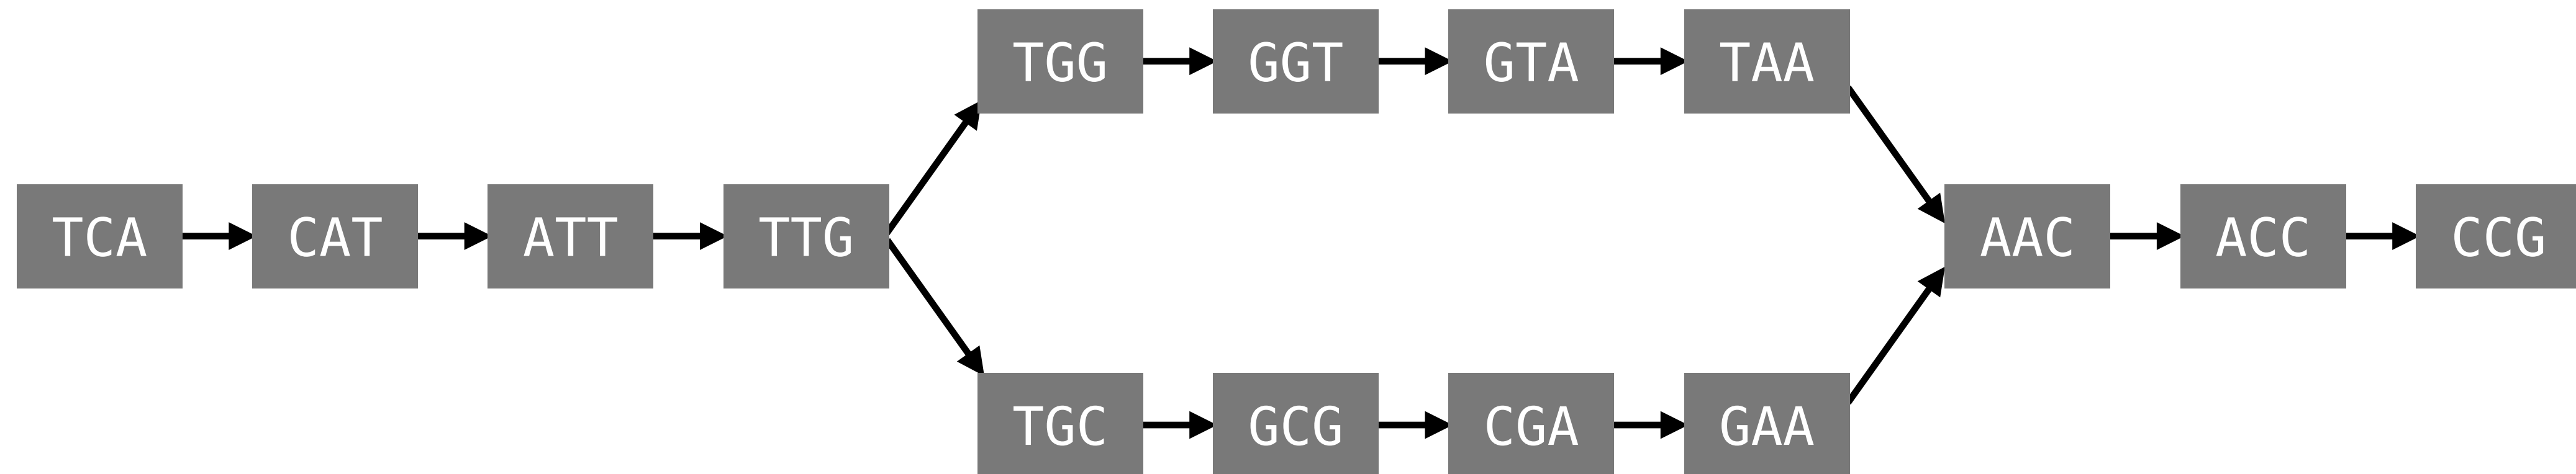 TGG GGT GTA TAA
TCA CAT ATT TTG AAC ACC CCG
TGC GCG CGA GAA